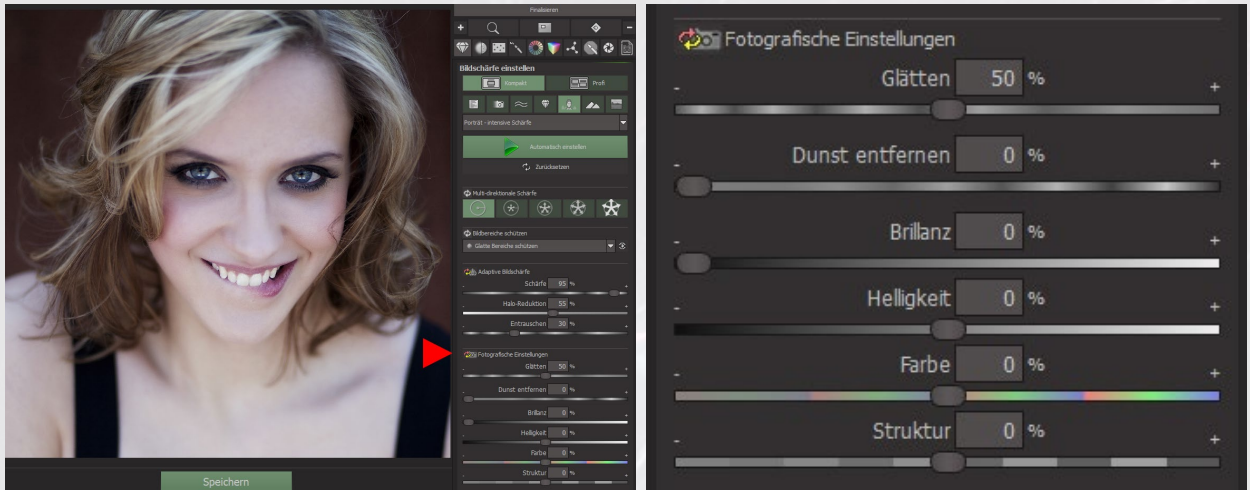 Finalisieren
Bildschärfe einstellen
Kompakt Profi
Porträt - intensive Schärfe
Automatisch einstellen
Zurücksetzen
Multi-direktionale Schärfe
Bildbereiche schützen
Glatte Bereiche schützen
Adaptive Bildschärfe
Schärfe 95 %
Halo-Reduktion 55 %
Entrauschen 30 %
Fotografische Einstellungen
Glätten 50 %
Dunst entfernen 0 %
Brillanz 0 %
Helligkeit 0 %
Farbe 0 %
Struktur 0 %
Speichern
Fotografische Einstellungen
Glätten 50 %
- +
Dunst entfernen 0 %
- +
Brillanz 0 %
- +
Helligkeit 0 %
- +
Farbe 0 %
- +
Struktur 0 %
- +